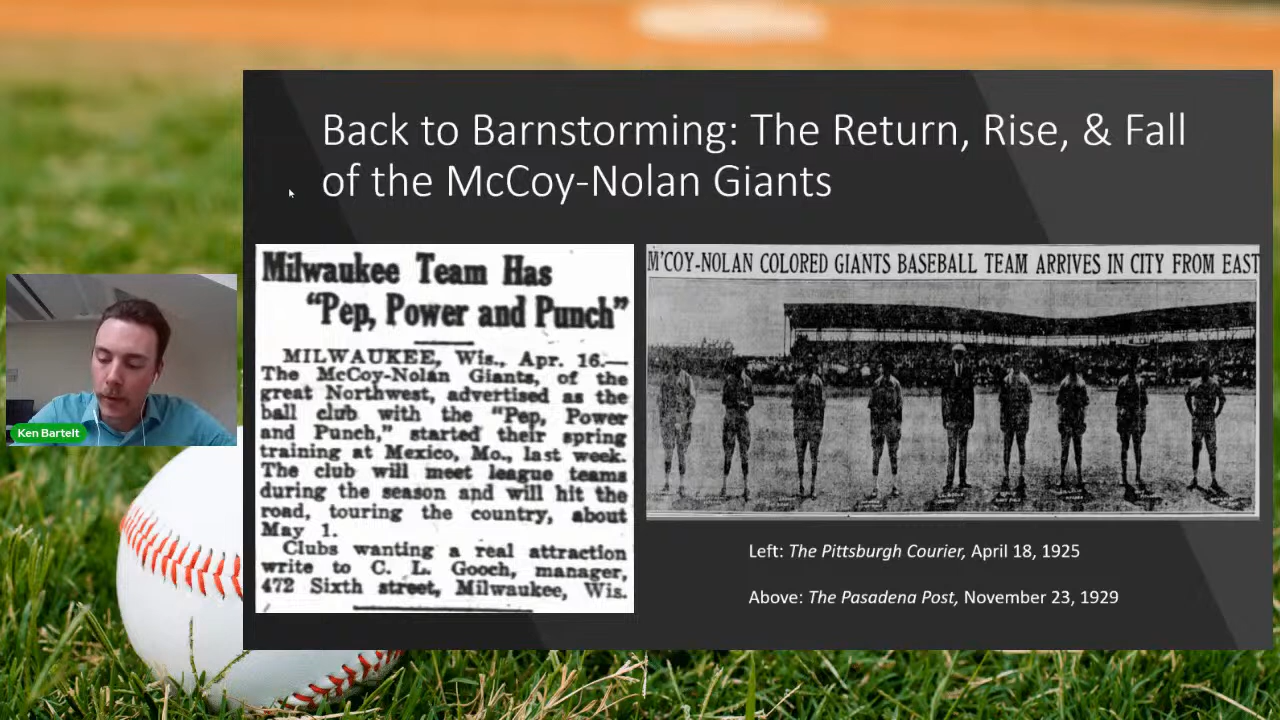 Back to Barnstorming: The Return, Rise, & Fall
of the McCoy-Nolan Giants
Milwaukee Team Has
"Pep, Power and Punch"
MILWAUKEE, Wis., Apr. 16.—
The McCoy-Nolan Giants, of the
great Northwest, advertised as the
ball club with the "Pep, Power
and Punch," started their spring
training at Mexico, Mo., last week.
The club will meet league teams
during the season and will hit the
road, touring the country, about
May 1.
Clubs wanting a real attraction
write to C. L. Gooch, manager,
472 Sixth street, Milwaukee, Wis.
M'COY-NOLAN COLORED GIANTS BASEBALL TEAM ARRIVES IN CITY FROM EAST
Left: The Pittsburgh Courier, April 18, 1925
Above: The Pasadena Post, November 23, 1929
Ken Bartelt